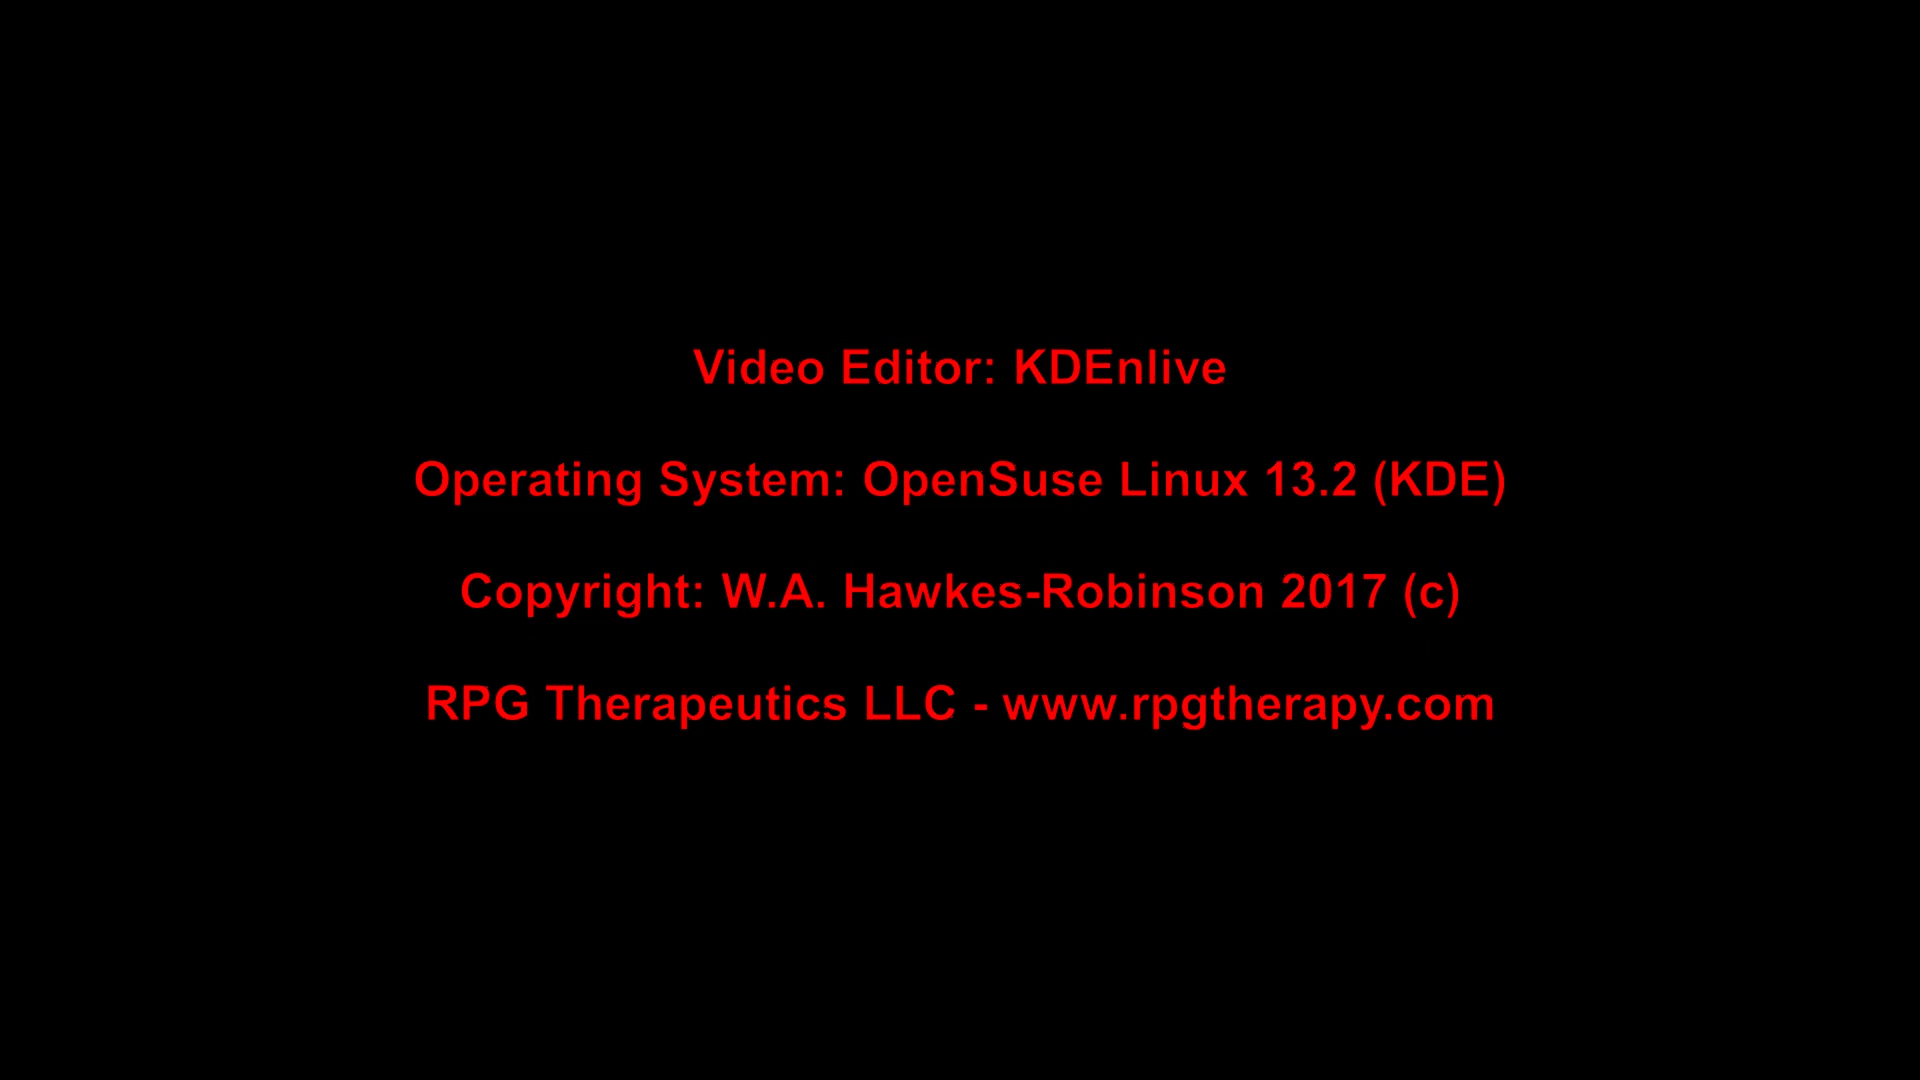 Video Editor: KDEnlive
Operating System: OpenSuse Linux 13.2 (KDE)
Copyright: W.A. Hawkes-Robinson 2017 (c)
RPG Therapeutics LLC - www.rpgtherapy.com